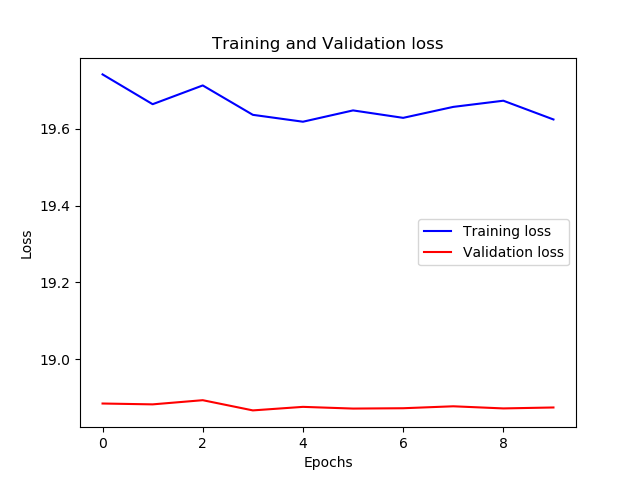 Training and Validation loss
19.6
19.4
19.2
19.0
Loss
Training loss
Validation loss
0 2 4 6 8
Epochs